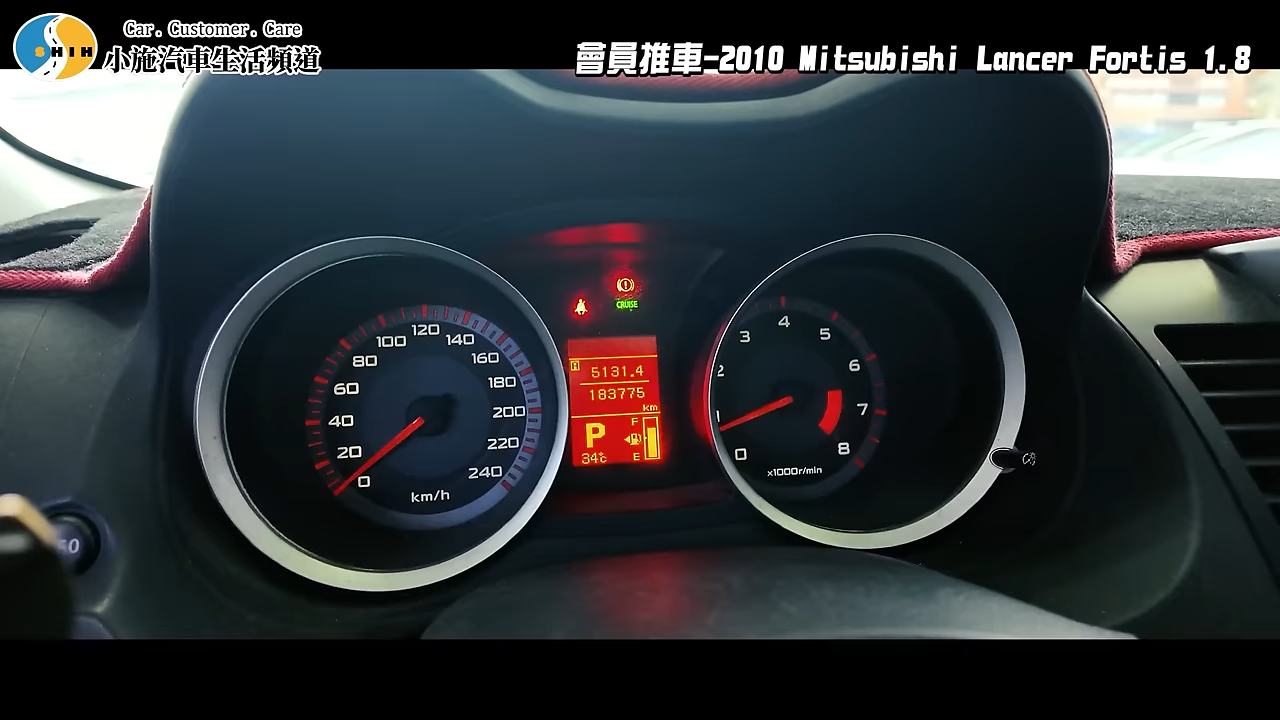 Car. Customer. Care
SHIH 小施汽車生活頻道
會員推車-2010 Mitsubishi Lancer Fortis 1.8
0 20 40 60 80 100 120 140 160 180 200 220 240
km/h
CRUISE
A 5131.4
183775
km
P
34℃
F
E
0 1 2 3 4 5 6 7 8
x1000r/min